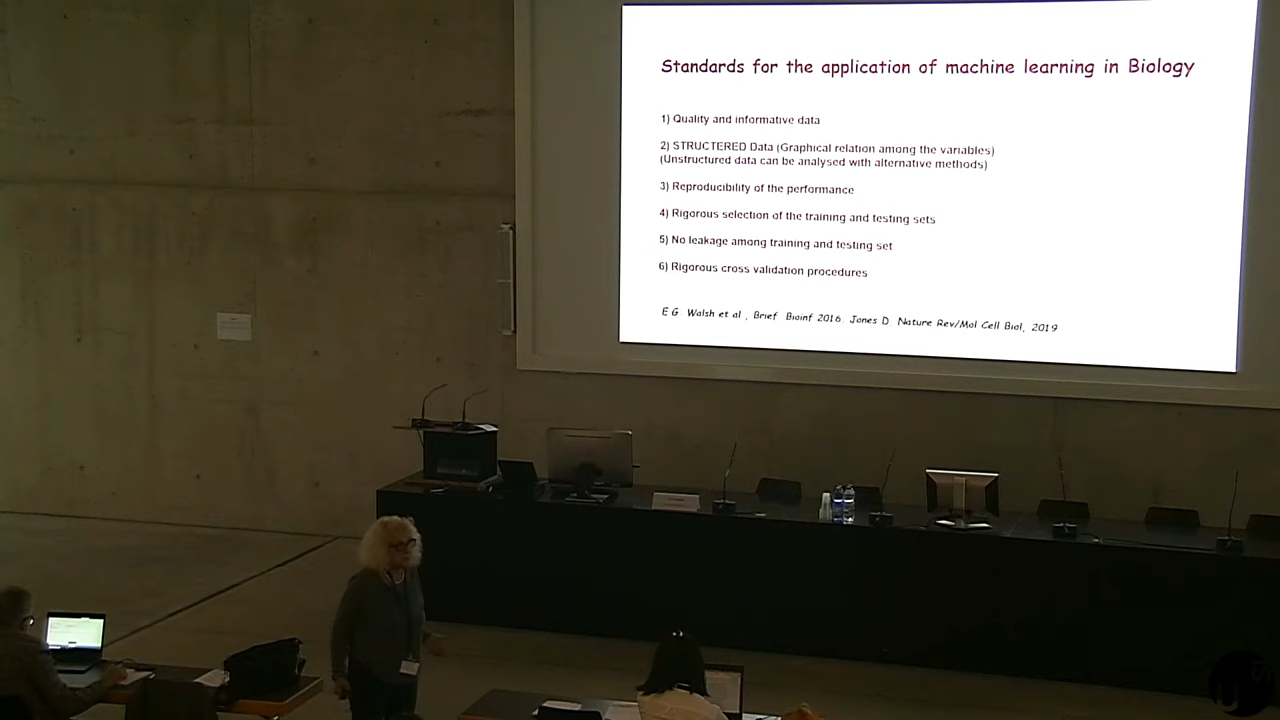 Standards for the application of machine learning in Biology
1) Quality and informative data
2) STRUCTERED Data (Graphical relation among the variables)
(Unstructured data can be analysed with alternative methods)
3) Reproducibility of the performance
4) Rigorous selection of the training and testing sets
5) No leakage among training and testing set
6) Rigorous cross validation procedures
E.G. Walsh et al., Brief. Bioinf 2016, Jones D. Nature Rev/Mol Cell Biol, 2019